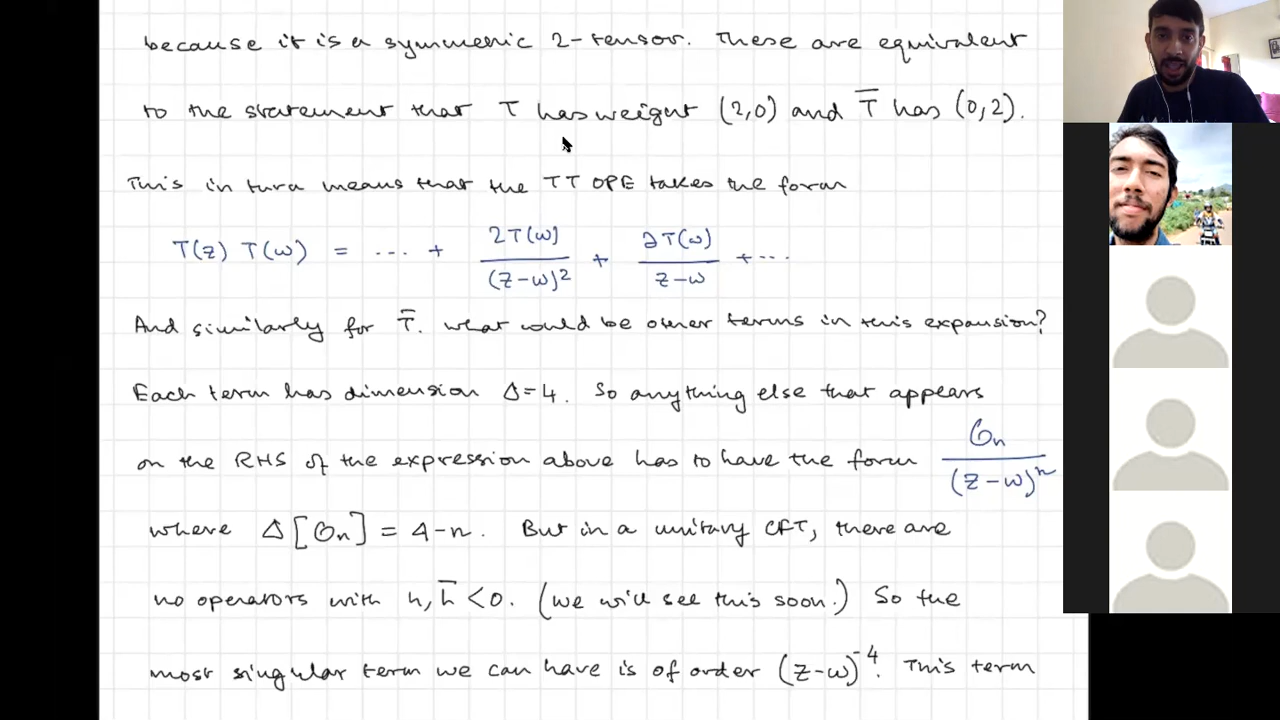 because it is a symmetric 2-tensor. These are equivalent
to the statement that T has weight (2,0) and T̅ has (0,2).
This in turn means that the TT OPE takes the form
T(z) T(w) = ... + 2T(w)/(z-w)² + ∂T(w)/z-w + ...
And similarly for T̅. What would be other terms in this expansion?
Each term has dimension Δ=4. So anything else that appears
on the RHS of the expression above has to have the form 𝒪ₙ/(z-w)ⁿ
where Δ[𝒪ₙ] = 4-n. But in a unitary CFT, there are
no operators with h, h̅ <0. (We will see this soon.) So the
most singular term we can have is of order (z-w)⁻⁴. This term